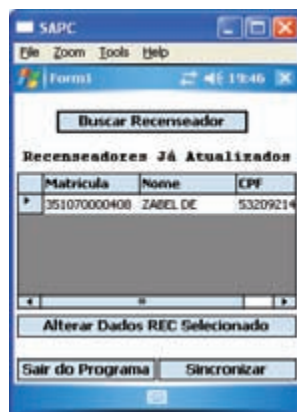 SAPC
File Zoom Tools Help
Form1 19:46
Buscar Recenseador
Recenseadores Já Atualizados
Matricula Nome CPF
351070000408 ZABEL DE 53209214
Alterar Dados REC Selecionado
Sair do Programa Sincronizar